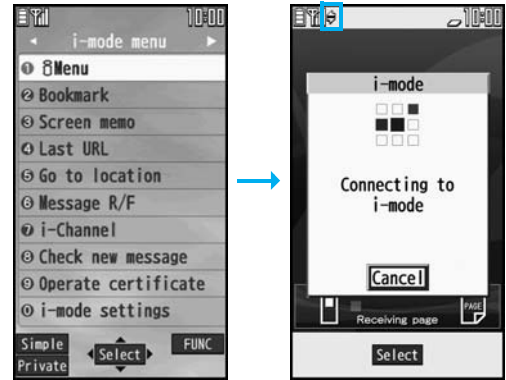 10:00
i-mode menu
① iMenu
② Bookmark
③ Screen memo
④ Last URL
⑤ Go to location
⑥ Message R/F
⑦ i-Channel
⑧ Check new message
⑨ Operate certificate
⓪ i-mode settings
Simple
Select
FUNC
Private
10:00
i-mode
Connecting to
i-mode
Cancel
PAGE
Receiving page
Select